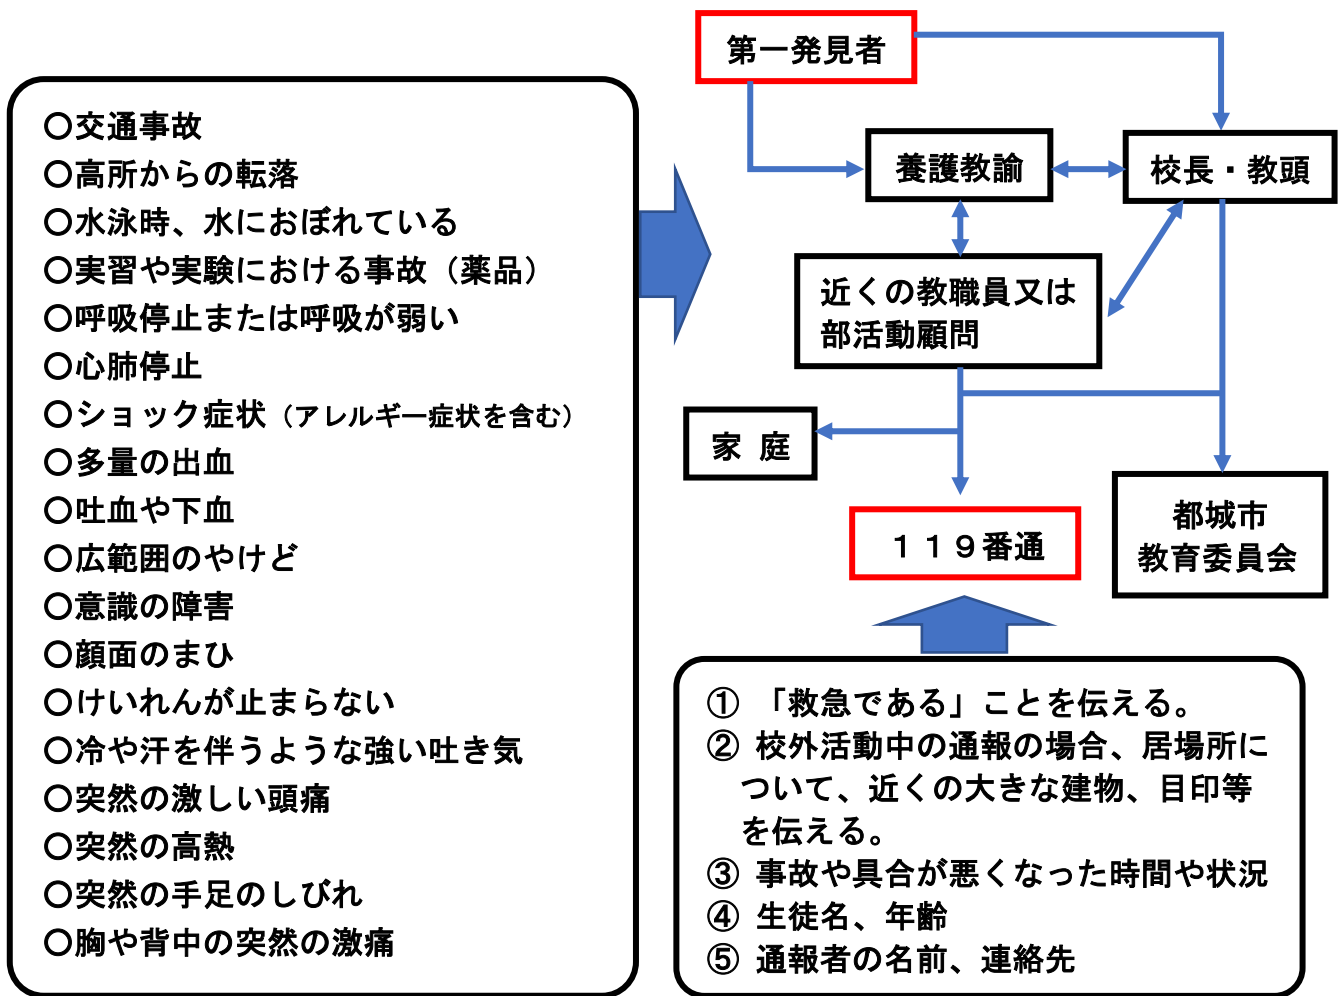 第一発見者
○交通事故
○高所からの転落
○水泳時、水におぼれている
○実習や実験における事故（薬品）
○呼吸停止または呼吸が弱い
○心肺停止
○ショック症状（アレルギー症状を含む）
○多量の出血
○吐血や下血
○広範囲のやけど
○意識の障害
○顔面のまひ
○けいれんが止まらない
○冷や汗を伴うような強い吐き気
○突然の激しい頭痛
○突然の高熱
○突然の手足のしびれ
○胸や背中の突然の激痛
養護教諭
校長・教頭
近くの教職員又は
部活動顧問
家 庭
１１９番通
都城市
教育委員会
① 「救急である」ことを伝える。
② 校外活動中の通報の場合、居場所に
ついて、近くの大きな建物、目印等
を伝える。
③ 事故や具合が悪くなった時間や状況
④ 生徒名、年齢
⑤ 通報者の名前、連絡先